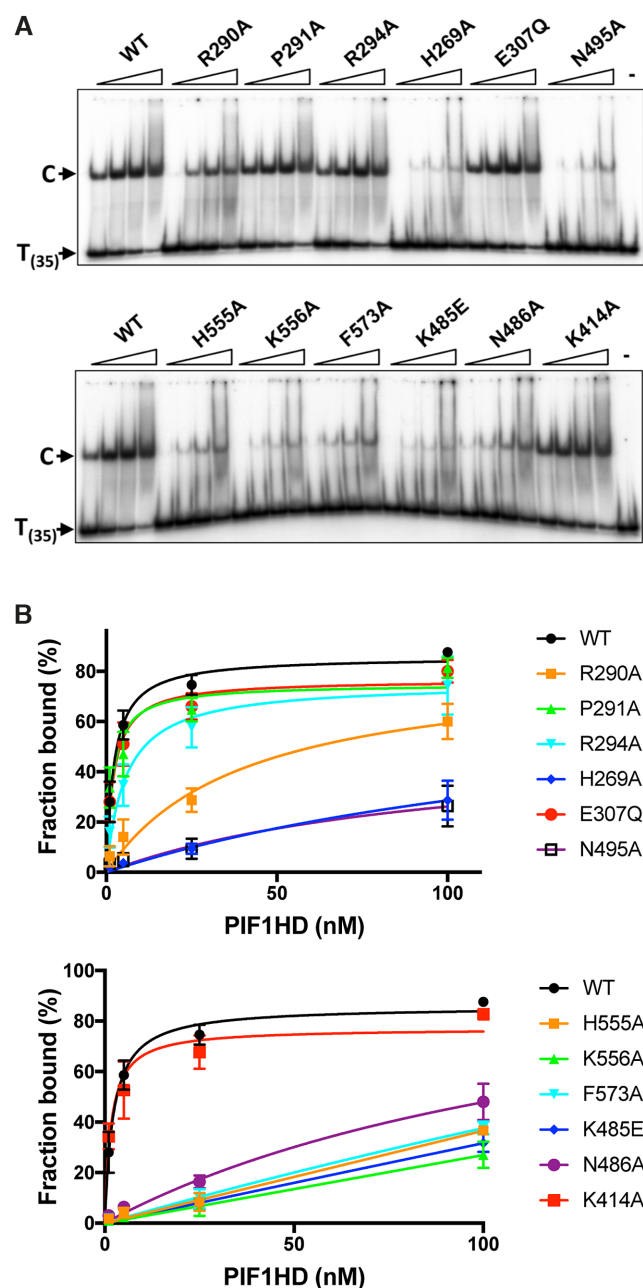 A
WT R290A P291A R294A H269A E307Q N495A -
C
T(35)
WT H555A K556A F573A K485E N486A K414A -
C
T(35)
B
Fraction bound (%)
80
60
40
20
0
0 50 100
PIF1HD (nM)
WT
R290A
P291A
R294A
H269A
E307Q
N495A
Fraction bound (%)
100
80
60
40
20
0
0 50 100
PIF1HD (nM)
WT
H555A
K556A
F573A
K485E
N486A
K414A